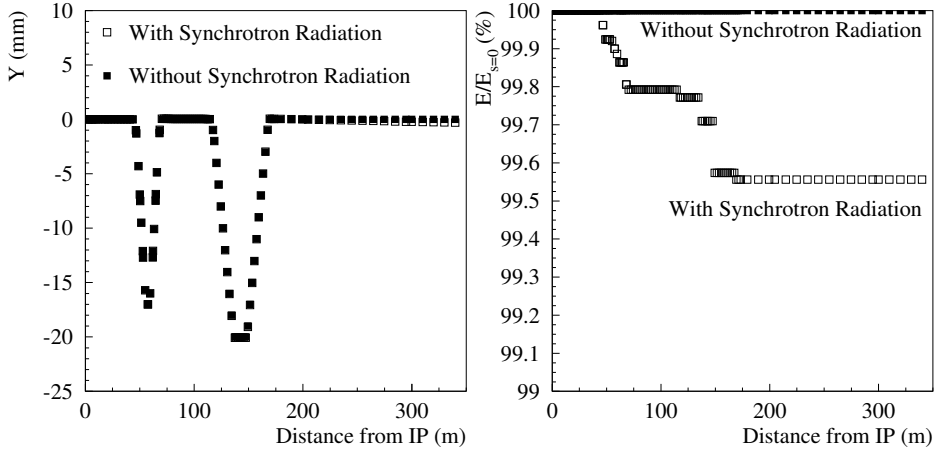 Y (mm)
10
5
0
-5
-10
-15
-20
-25
With Synchrotron Radiation
Without Synchrotron Radiation
0 100 200 300
Distance from IP (m)
E/E_{s=0} (%)
100
99.9
99.8
99.7
99.6
99.5
99.4
99.3
99.2
99.1
99
Without Synchrotron Radiation
With Synchrotron Radiation
0 100 200 300
Distance from IP (m)